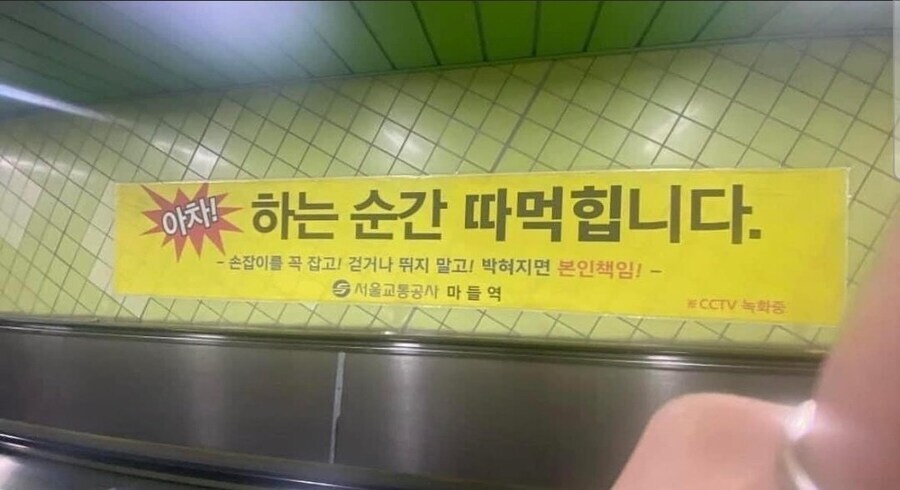 아차! 하는 순간 따먹힙니다.
- 손잡이를 꼭 잡고! 걷거나 뛰지 말고! 박혀지면 본인책임! -
서울교통공사 마들역
※ CCTV 녹화중